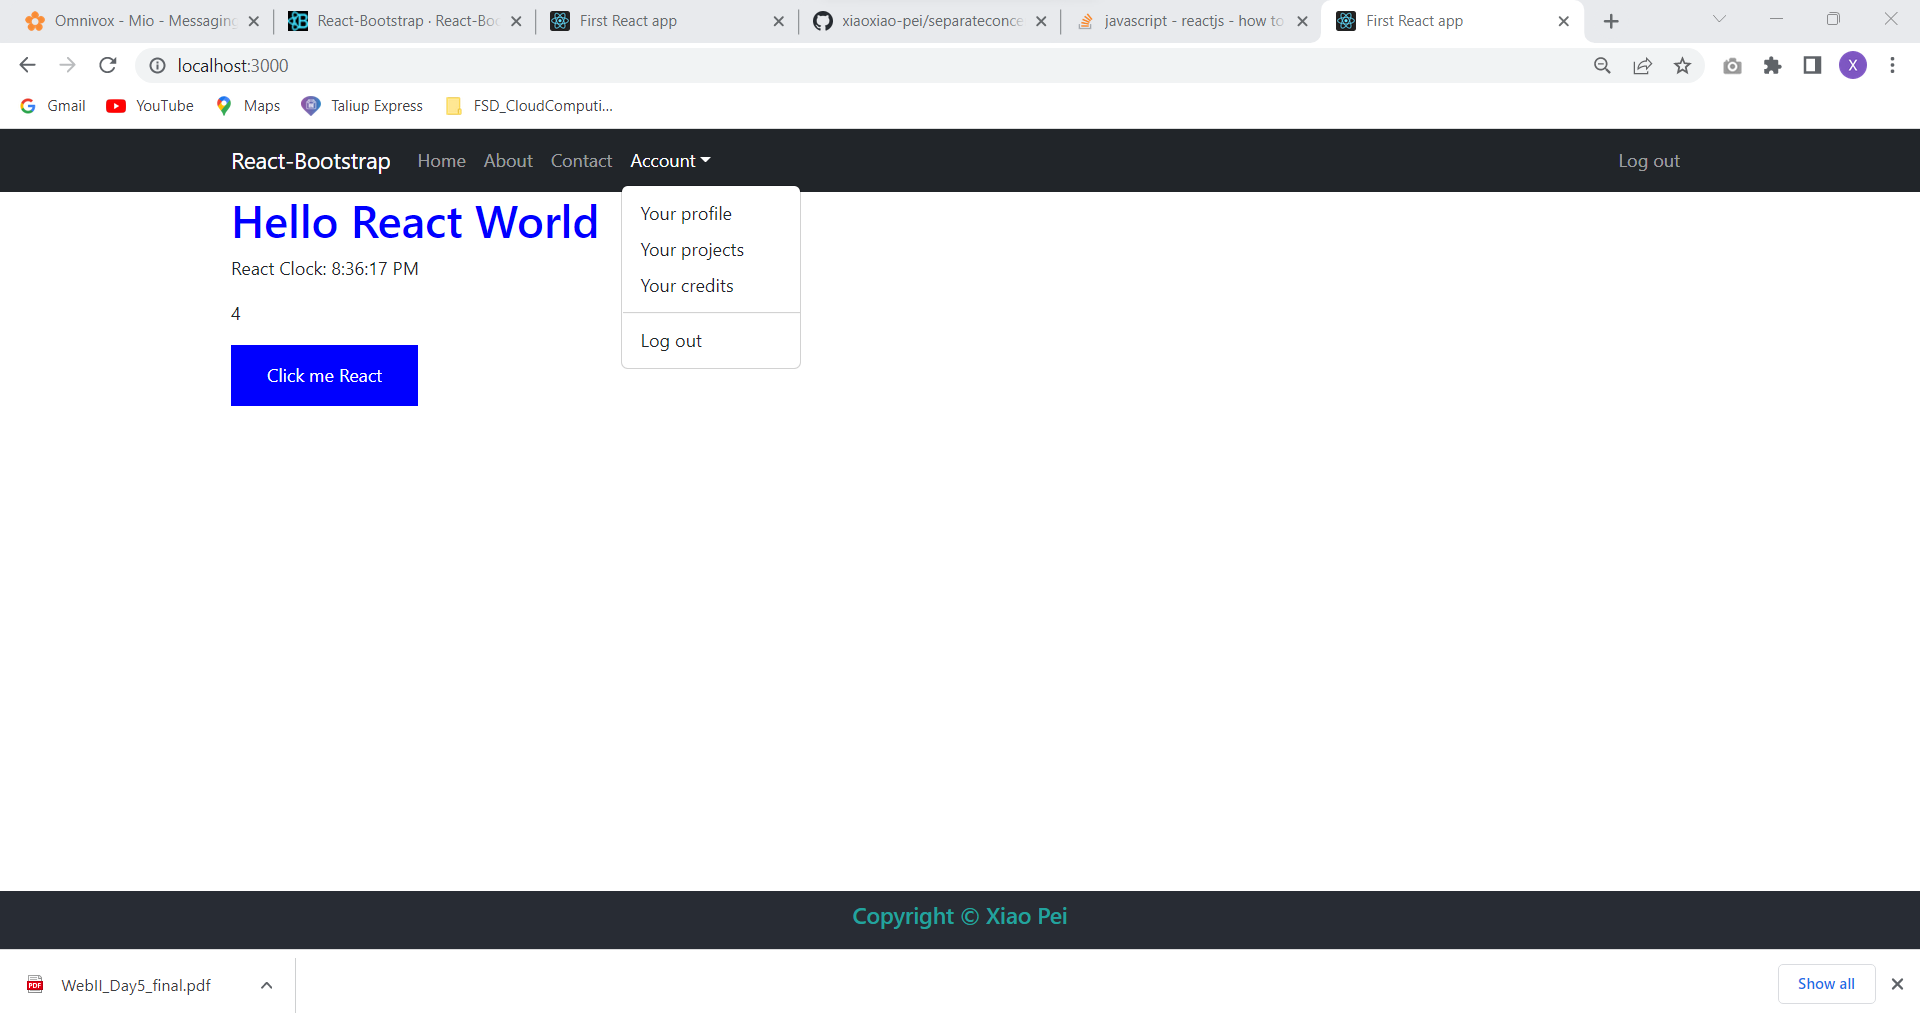 Omnivox - Mio - Messaging
React-Bootstrap · React-Boo
First React app
xiaoxiao-pei/separateconce
javascript - reactjs - how to
First React app
localhost:3000
X
Gmail
YouTube
Maps
Taliup Express
FSD_CloudComputi...
React-Bootstrap
Home
About
Contact
Account
Log out
Your profile
Your projects
Your credits
Log out
Hello React World
React Clock: 8:36:17 PM
4
Click me React
Copyright © Xiao Pei
PDF
WebII_Day5_final.pdf
Show all